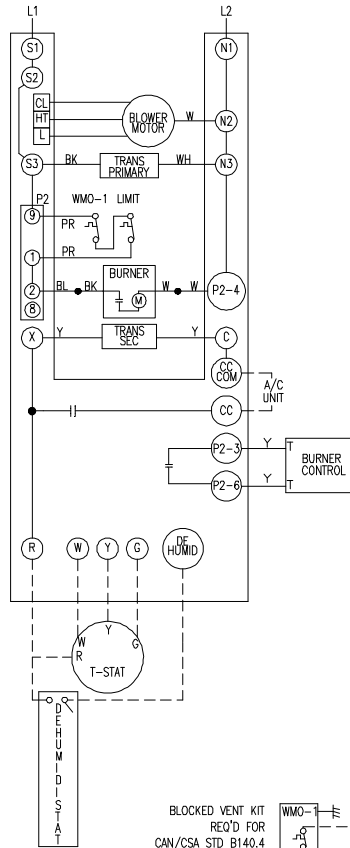 L1 L2
S1 N1
S2
CL
HT BLOWER MOTOR W N2
L
S3 BK TRANS PRIMARY WH N3
P2 WMO-1 LIMIT
9 PR
1 PR
2 BL BK BURNER M W W P2-4
8
X Y TRANS SEC Y C
CC COM
A/C UNIT
CC
P2-3 Y T
BURNER CONTROL
P2-6 Y T
R W Y G DE HUMID
W Y G
R
T-STAT
DEHUMIDISTAT
BLOCKED VENT KIT WMO-1
REQ'D FOR
CAN/CSA STD B140.4